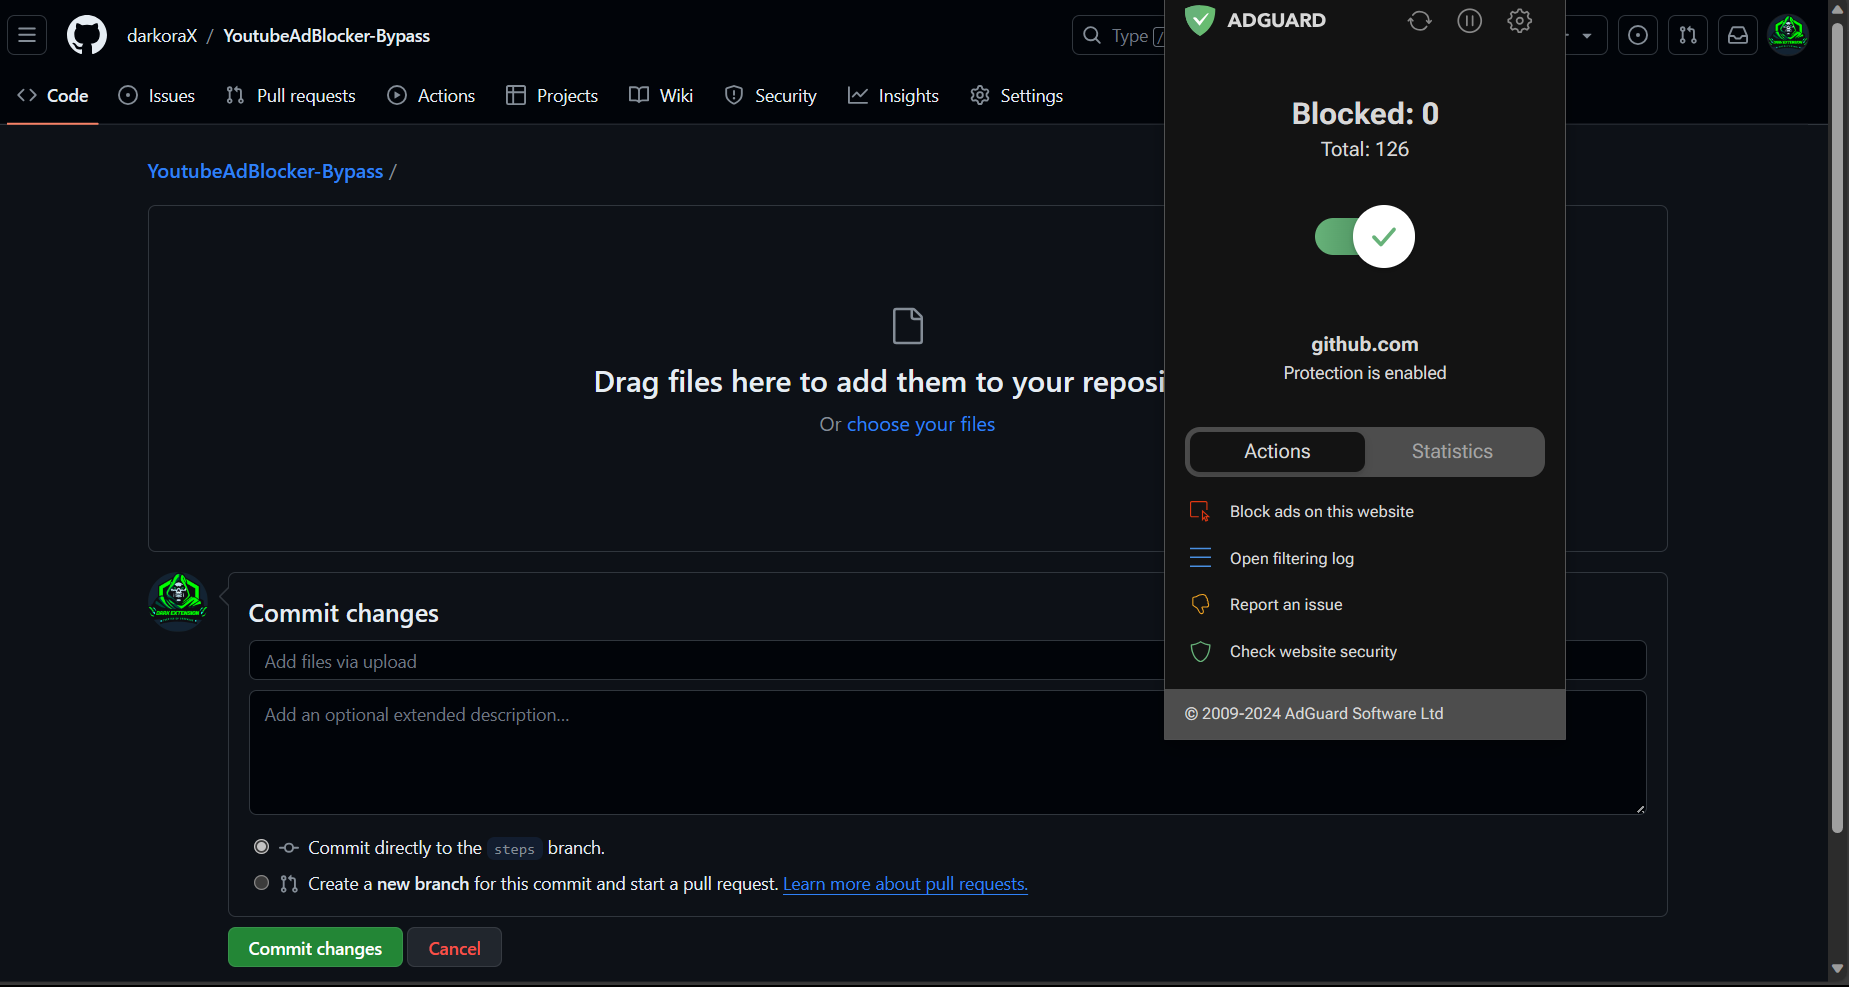 darkoraX / YoutubeAdBlocker-Bypass
Type /
Code
Issues
Pull requests
Actions
Projects
Wiki
Security
Insights
Settings
YoutubeAdBlocker-Bypass /
Drag files here to add them to your reposi
Or choose your files
Commit changes
Add files via upload
Add an optional extended description...
Commit directly to the steps branch.
Create a new branch for this commit and start a pull request. Learn more about pull requests.
Commit changes
Cancel
ADGUARD
Blocked: 0
Total: 126
github.com
Protection is enabled
Actions
Statistics
Block ads on this website
Open filtering log
Report an issue
Check website security
© 2009-2024 AdGuard Software Ltd
DARK EXTENSION